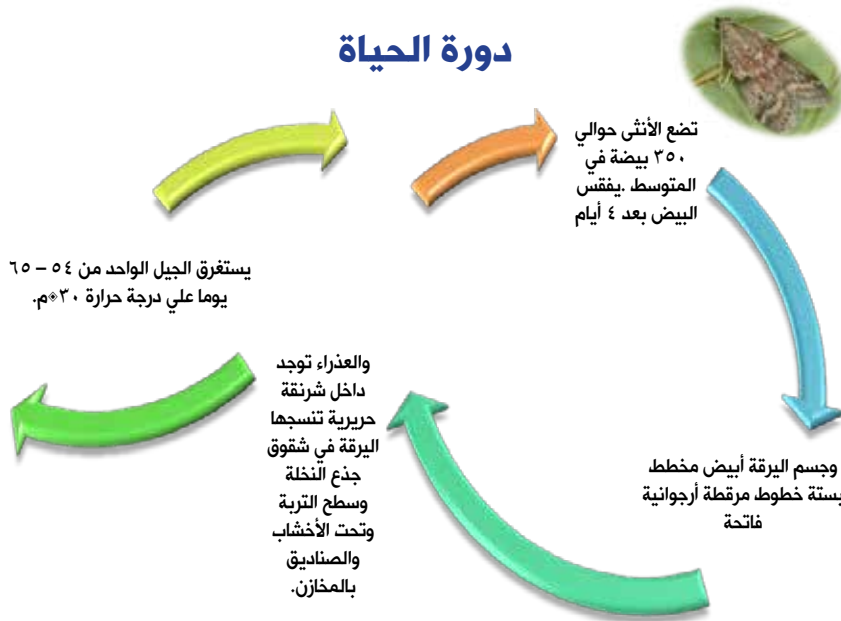 دورة الحياة
تضع الأنثى حوالي
٣٥٠ بيضة في
المتوسط .يفقس
البيض بعد ٤ أيام
وجسم اليرقة أبيض مخطط
بستة خطوط مرقطة أرجوانية
فاتحة
والعذراء توجد
داخل شرنقة
حريرية تنسجها
اليرقة في شقوق
جذع النخلة
وسطح التربة
وتحت الأخشاب
والصناديق
بالمخازن.
يستغرق الجيل الواحد من ٥٤ – ٦٥
يوما علي درجة حرارة ٣٠°م.